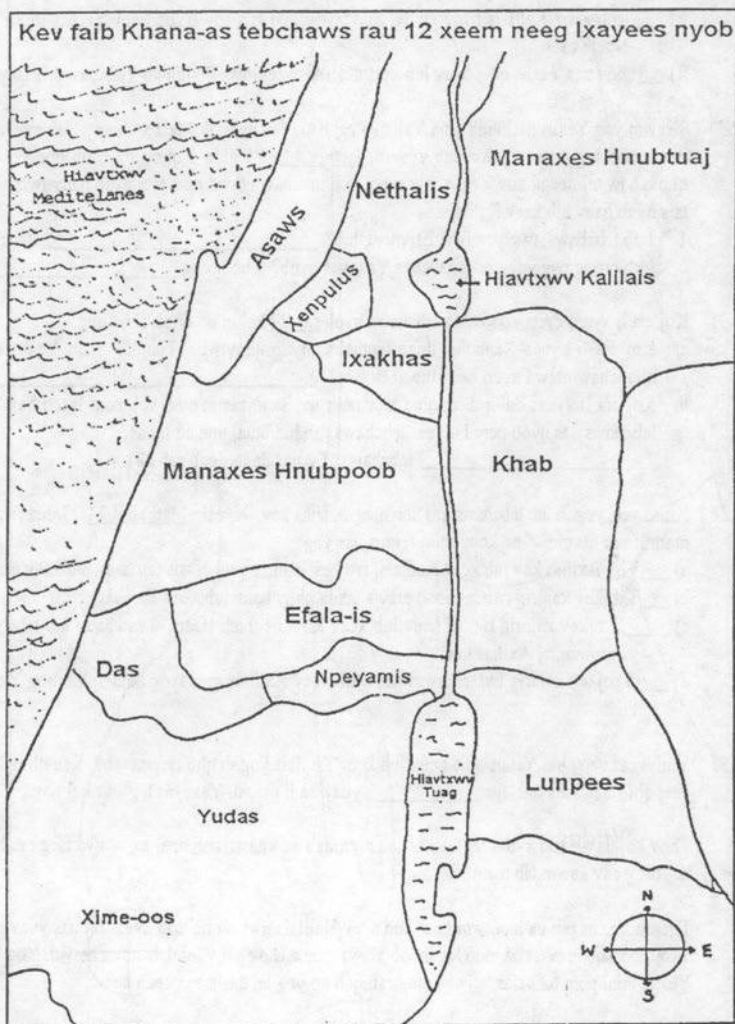 Kev faib Khana-as tebchaws rau 12 xeem neeg Ixayees nyob
Hiavtxwv
Meditelanes
Asaws
Nethalis
Manaxes Hnubtuaj
Xenpulus
Hiavtxwv Kalilais
Ixakhas
Manaxes Hnubpoob
Khab
Efala-is
Das
Npeyamis
Hiavtxwv
Tuag
Lunpees
Yudas
Xime-oos
N
W E
S